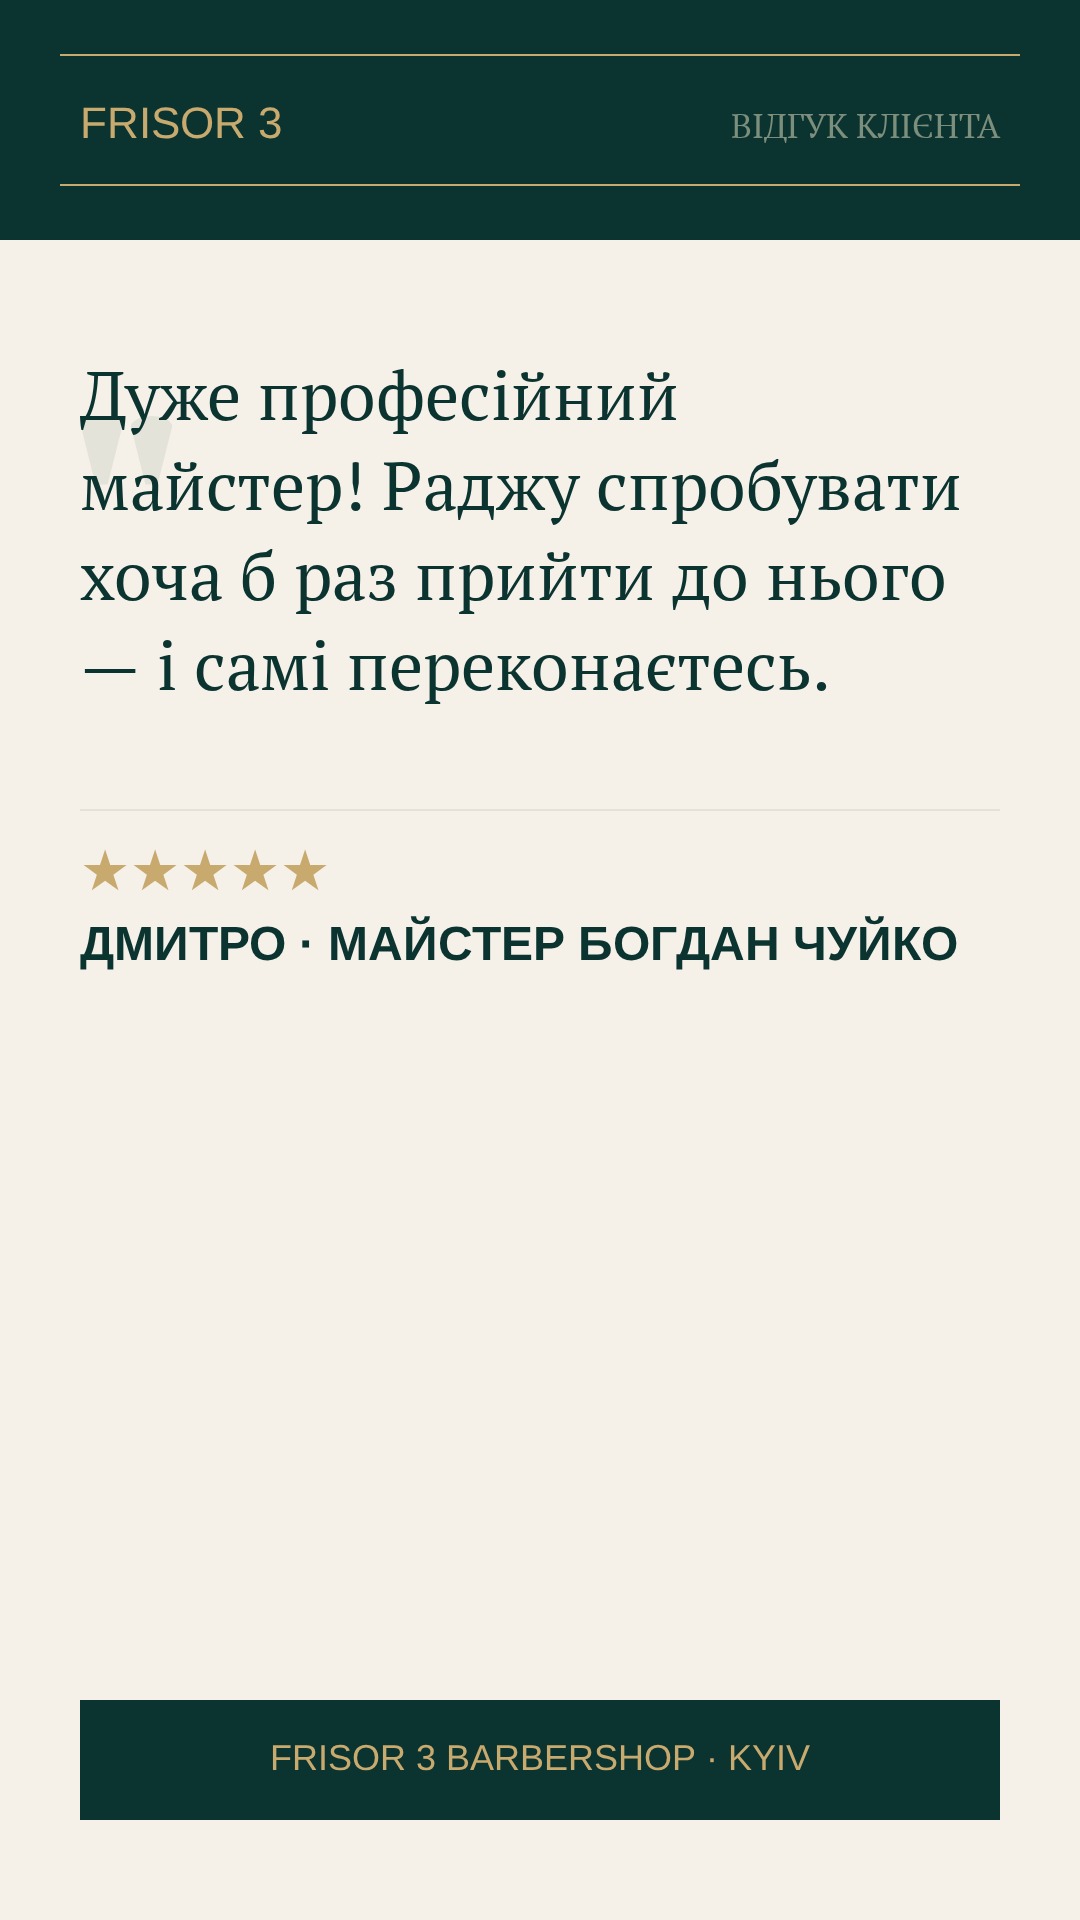 FRISOR 3
ВІДГУК КЛІЄНТА
"
Дуже професійний
майстер! Раджу спробувати
хоча б раз прийти до нього
— і самі переконаєтесь.
★★★★★
ДМИТРО · МАЙСТЕР БОГДАН ЧУЙКО
FRISOR 3 BARBERSHOP · KYIV